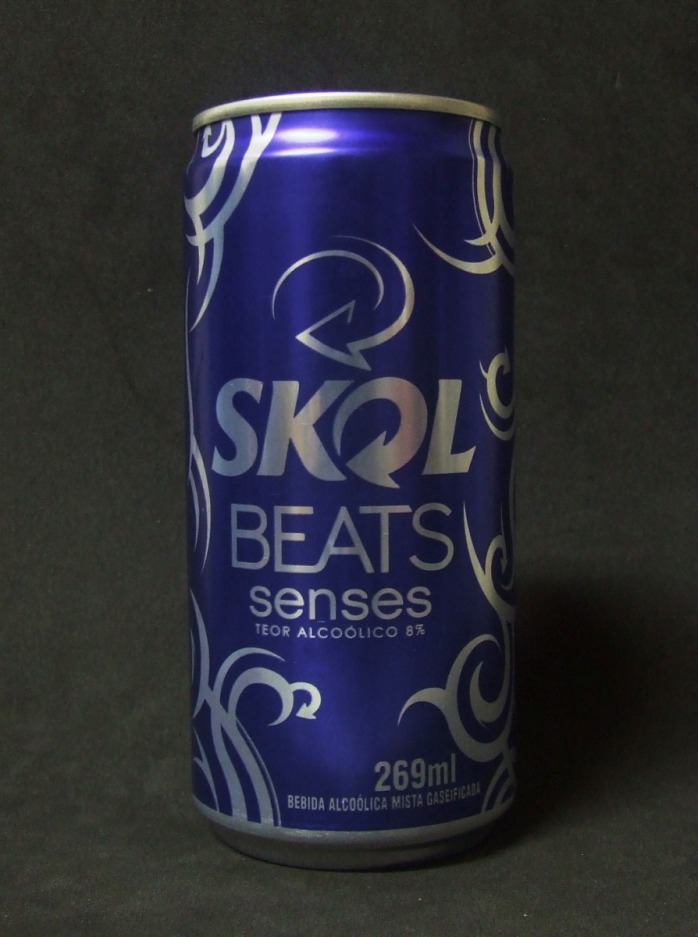 SKOL
BEATS
senses
TEOR ALCOÓLICO 8%
269ml
BEBIDA ALCOÓLICA MISTA GASEIFICADA